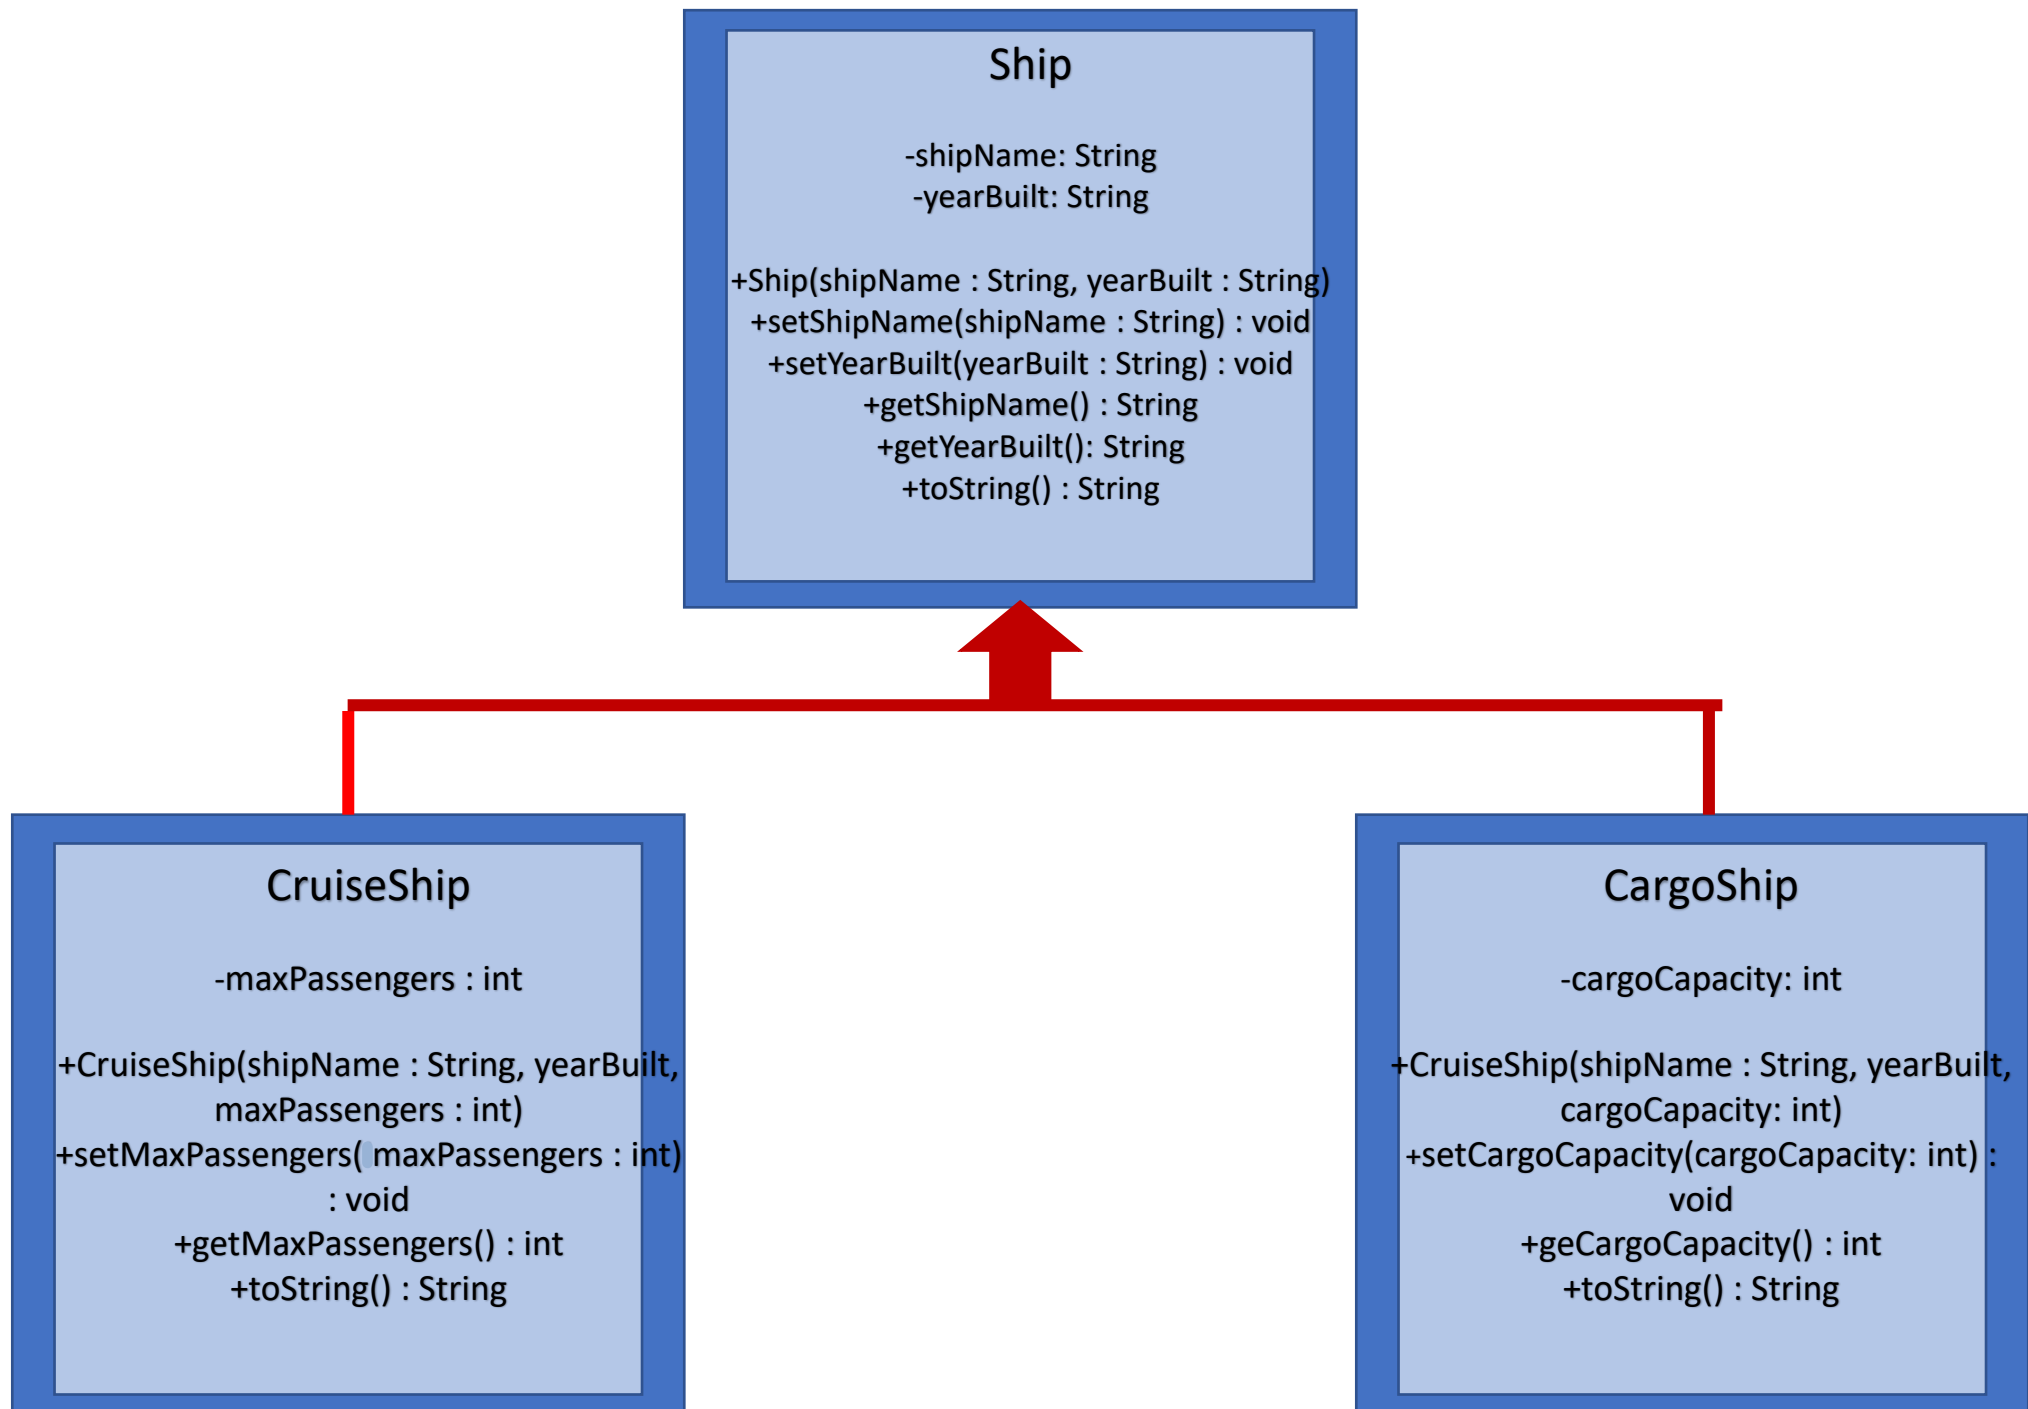 Ship
-shipName: String
-yearBuilt: String
+Ship(shipName : String, yearBuilt : String)
+setShipName(shipName : String) : void
+setYearBuilt(yearBuilt : String) : void
+getShipName() : String
+getYearBuilt(): String
+toString() : String
CruiseShip
-maxPassengers : int
+CruiseShip(shipName : String, yearBuilt,
maxPassengers : int)
+setMaxPassengers( maxPassengers : int)
: void
+getMaxPassengers() : int
+toString() : String
CargoShip
-cargoCapacity: int
+CruiseShip(shipName : String, yearBuilt,
cargoCapacity: int)
+setCargoCapacity(cargoCapacity: int) :
void
+geCargoCapacity() : int
+toString() : String